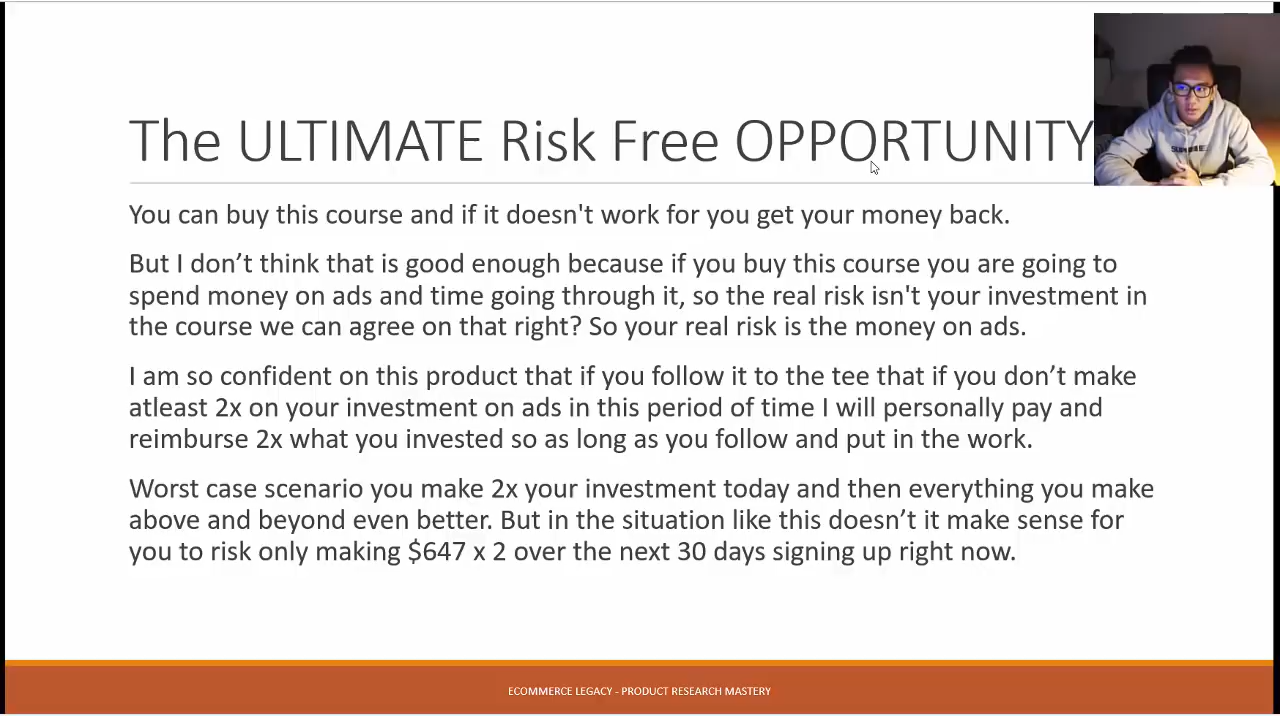 The ULTIMATE Risk Free OPPORTUNITY
You can buy this course and if it doesn't work for you get your money back.
But I don’t think that is good enough because if you buy this course you are going to
spend money on ads and time going through it, so the real risk isn't your investment in
the course we can agree on that right? So your real risk is the money on ads.
I am so confident on this product that if you follow it to the tee that if you don’t make
atleast 2x on your investment on ads in this period of time I will personally pay and
reimburse 2x what you invested so as long as you follow and put in the work.
Worst case scenario you make 2x your investment today and then everything you make
above and beyond even better. But in the situation like this doesn’t it make sense for
you to risk only making $647 x 2 over the next 30 days signing up right now.
ECOMMERCE LEGACY - PRODUCT RESEARCH MASTERY